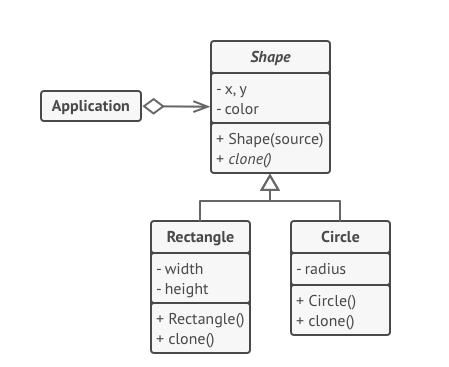 Shape
Application
- x, y
- color
+ Shape(source)
+ clone()
Rectangle
- width
- height
+ Rectangle()
+ clone()
Circle
- radius
+ Circle()
+ clone()